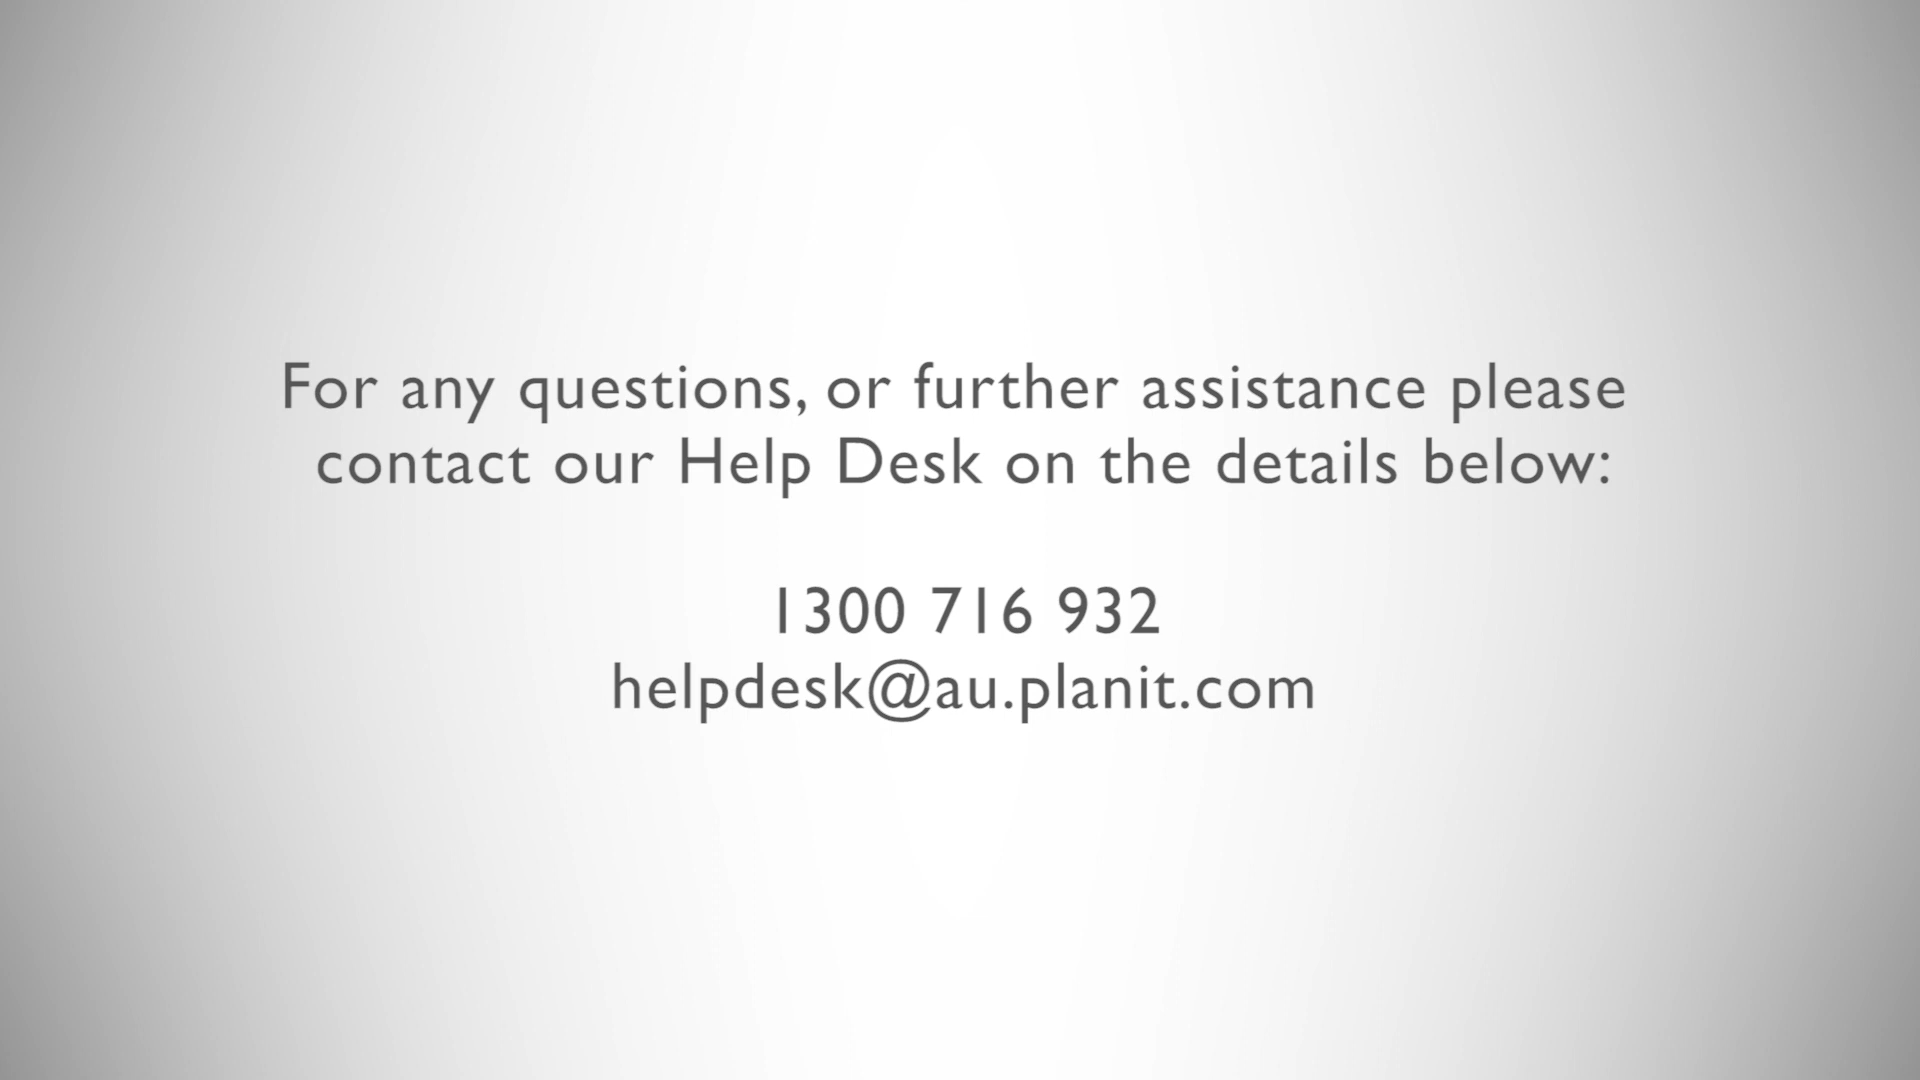 For any questions, or further assistance please
contact our Help Desk on the details below:
1300 716 932
helpdesk@au.planit.com